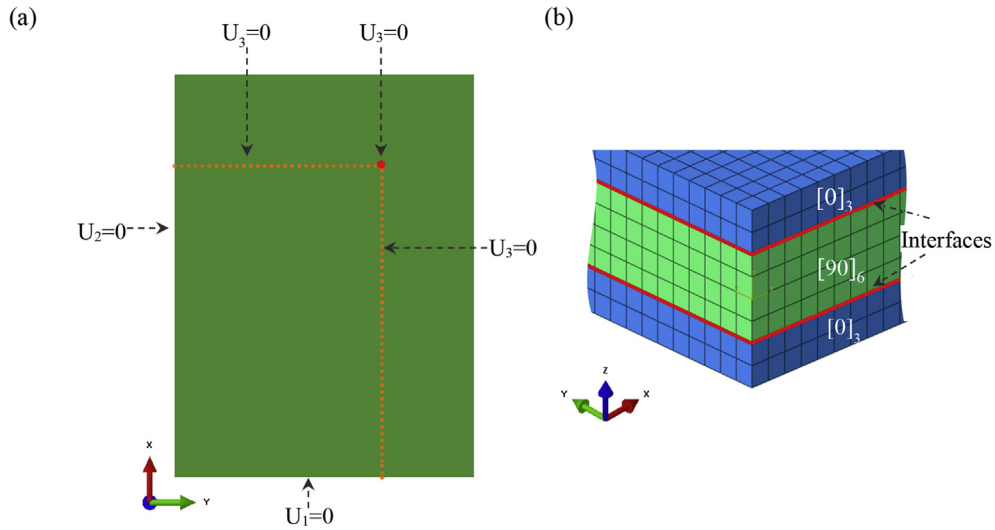 (a)
U₃=0
U₃=0
U₂=0
U₃=0
U₁=0
X
Y
(b)
[0]₃
Interfaces
[90]₆
[0]₃
Z
Y
X